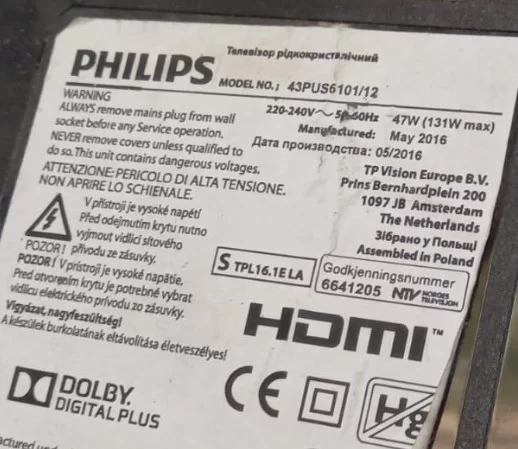 Телевізор рідкокристалічний
PHILIPS
MODEL NO.: 43PUS6101/12
220-240V~ 50-60Hz 47W (131W max)
Manufactured: May 2016
Дата производства: 05/2016
WARNING
ALWAYS remove mains plug from wall
socket before any Service operation.
NEVER remove covers unless qualified to
do so. This unit contains dangerous voltages.
ATTENZIONE: PERICOLO DI ALTA TENSIONE.
NON APRIRE LO SCHIENALE.
V přístroji je vysoké napětí
Před odejmutím krytu nutno
vyjmout vidlici síťového
POZOR! přívodu ze zásuvky.
POZOR! V prístroji je vysoké napätie.
Pred otvorením krytu je potrebné vybrat
vidlicu elektrického prívodu zo zásuvky.
Vigyázat, nagyfeszültség!
A készülek burkolatának eltávolítása életveszélyes!
TP Vision Europe B.V.
Prins Bernhardplein 200
1097 JB Amsterdam
The Netherlands
Зібрано у Польщі
Assembled in Poland
S TPL16.1E LA
Godkjenningsnummer
6641205 NTV NORGES
TELEVISJON
HDMI™
DOLBY
DIGITAL PLUS
CE
Hg